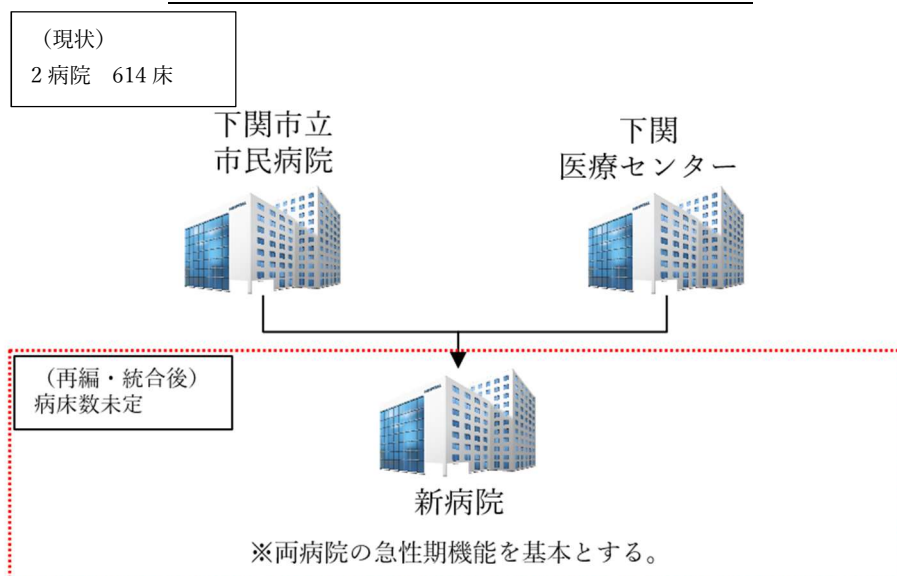 （現状）
２病院　614 床
下関市立
市民病院
下関
医療センター
（再編・統合後）
病床数未定
新病院
※両病院の急性期機能を基本とする。